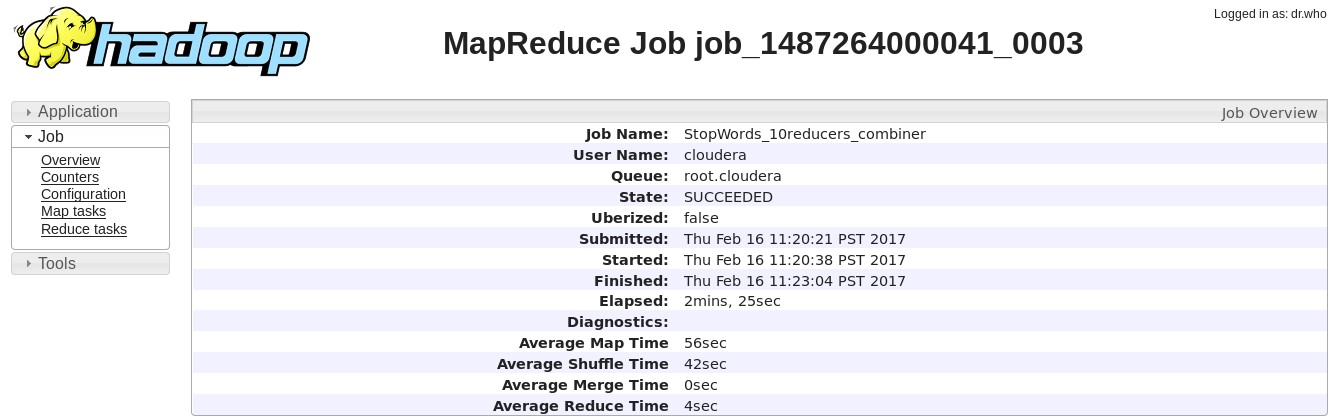 Logged in as: dr.who
hadoop
MapReduce Job job_1487264000041_0003
Application
Job
Overview
Counters
Configuration
Map tasks
Reduce tasks
Tools
Job Overview
Job Name: StopWords_10reducers_combiner
User Name: cloudera
Queue: root.cloudera
State: SUCCEEDED
Uberized: false
Submitted: Thu Feb 16 11:20:21 PST 2017
Started: Thu Feb 16 11:20:38 PST 2017
Finished: Thu Feb 16 11:23:04 PST 2017
Elapsed: 2mins, 25sec
Diagnostics:
Average Map Time 56sec
Average Shuffle Time 42sec
Average Merge Time 0sec
Average Reduce Time 4sec